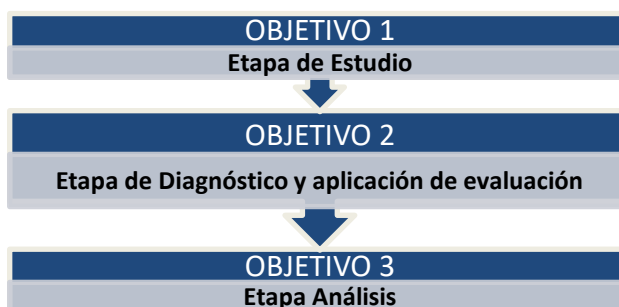 OBJETIVO 1
Etapa de Estudio
OBJETIVO 2
Etapa de Diagnóstico y aplicación de evaluación
OBJETIVO 3
Etapa Análisis